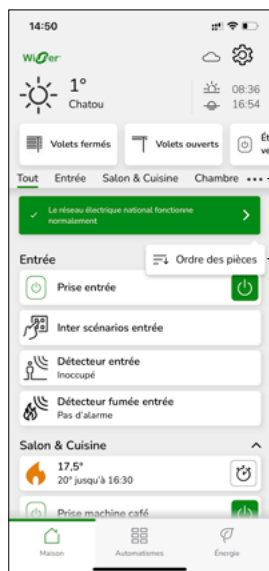 14:50
Wiser
1°
Chatou
08:36
16:54
Volets fermés
Volets ouverts
Tout Entrée Salon & Cuisine Chambre
Le réseau électrique national fonctionne
normalement
Entrée
Ordre des pièces
Prise entrée
Inter scénarios entrée
Détecteur entrée
Inoccupé
Détecteur fumée entrée
Pas d'alarme
Salon & Cuisine
17,5°
20° jusqu'à 16:30
Prise machine café
Maison Automatismes Énergie